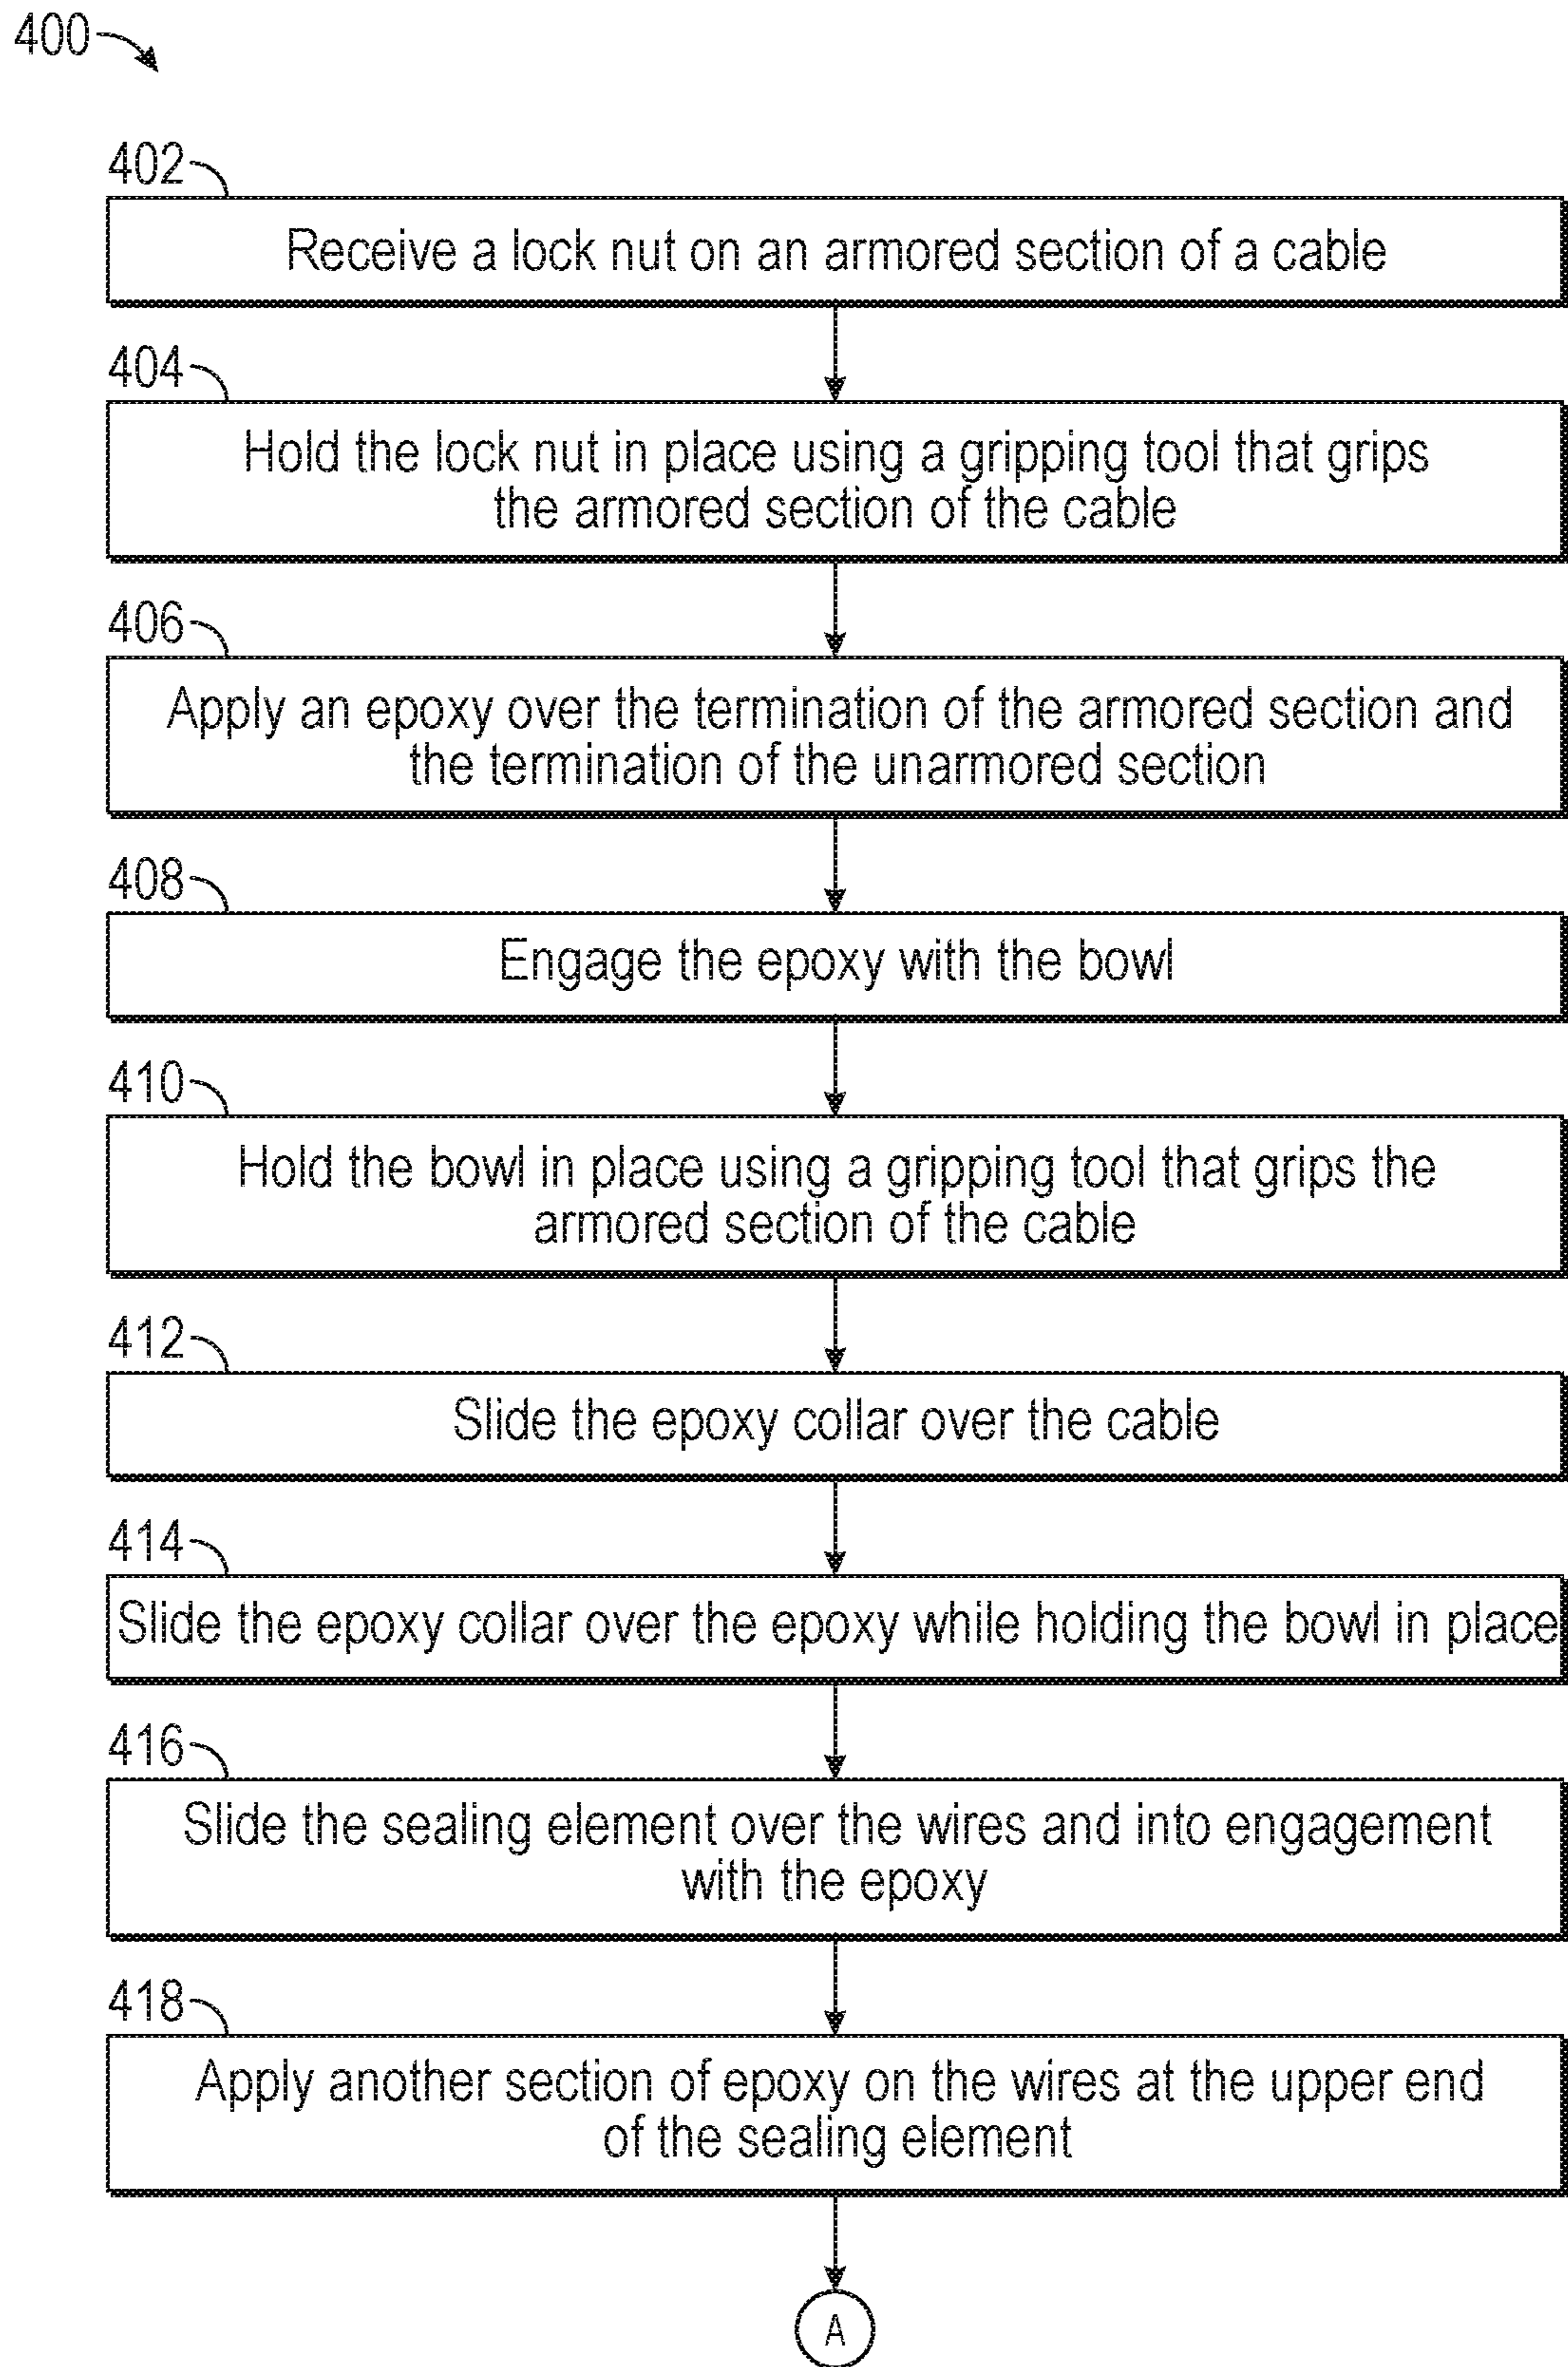 400
402
Receive a lock nut on an armored section of a cable
404
Hold the lock nut in place using a gripping tool that grips
the armored section of the cable
406
Apply an epoxy over the termination of the armored section and
the termination of the unarmored section
408
Engage the epoxy with the bowl
410
Hold the bowl in place using a gripping tool that grips the
armored section of the cable
412
Slide the epoxy collar over the cable
414
Slide the epoxy collar over the epoxy while holding the bowl in place
416
Slide the sealing element over the wires and into engagement
with the epoxy
418
Apply another section of epoxy on the wires at the upper end
of the sealing element
A